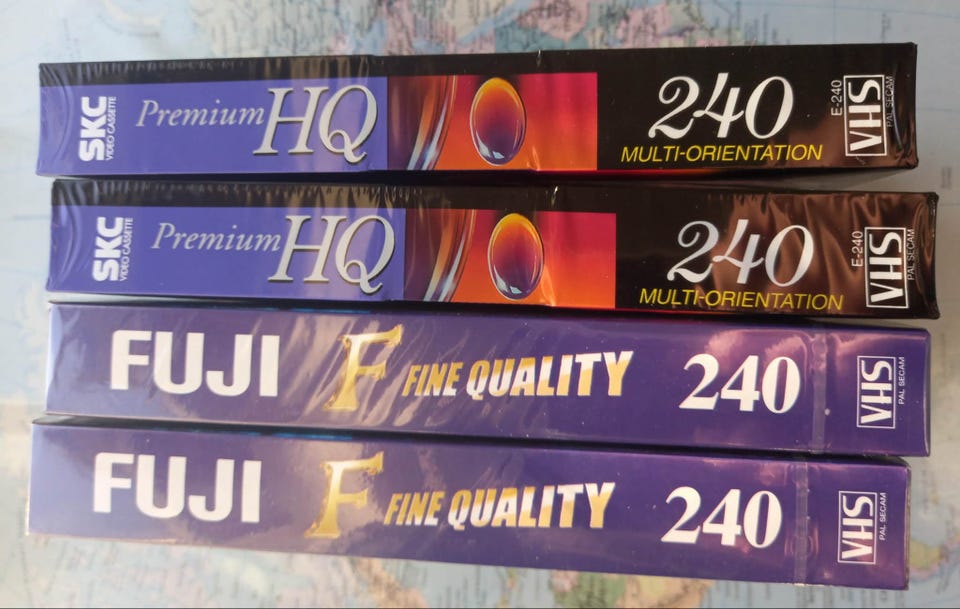 SKC
VIDEO CASSETTE
Premium HQ
240
MULTI-ORIENTATION
E-240
VHS
PAL SECAM
SKC
VIDEO CASSETTE
Premium HQ
240
MULTI-ORIENTATION
E-240
VHS
PAL SECAM
FUJI
F FINE QUALITY
240
VHS
PAL SECAM
FUJI
F FINE QUALITY
240
VHS
PAL SECAM